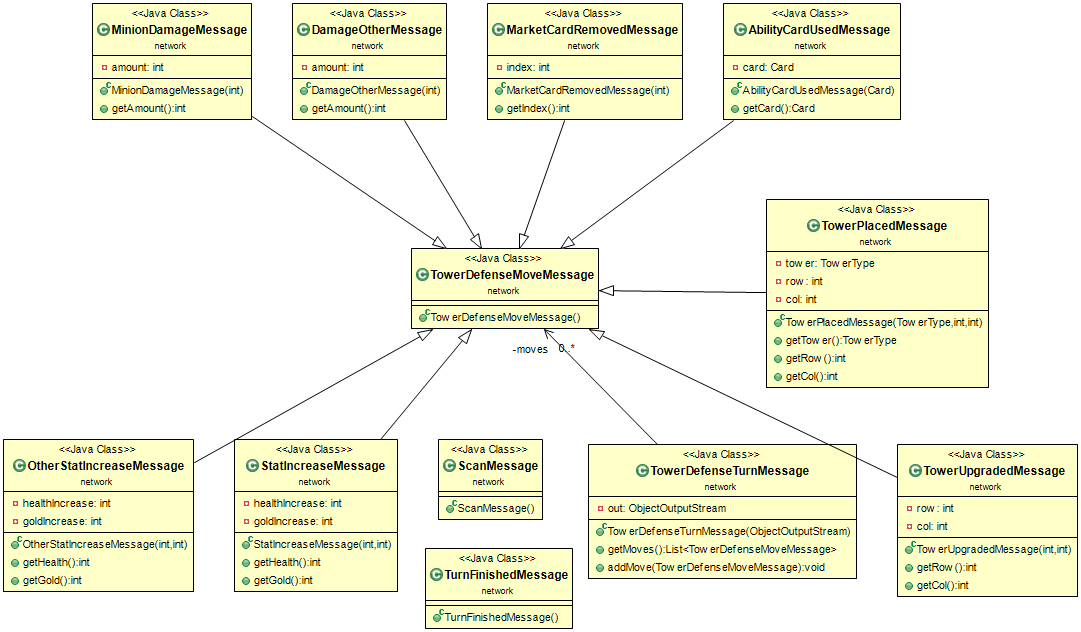 <<Java Class>>
MinionDamageMessage
network
amount: int
MinionDamageMessage(int)
getAmount():int
<<Java Class>>
DamageOtherMessage
network
amount: int
DamageOtherMessage(int)
getAmount():int
<<Java Class>>
MarketCardRemovedMessage
network
index: int
MarketCardRemovedMessage(int)
getIndex():int
<<Java Class>>
AbilityCardUsedMessage
network
card: Card
AbilityCardUsedMessage(Card)
getCard():Card
<<Java Class>>
TowerPlacedMessage
network
tow er: Tow erType
row : int
col: int
Tow erPlacedMessage(Tow erType,int,int)
getTow er():Tow erType
getRow ():int
getCol():int
<<Java Class>>
TowerDefenseMoveMessage
network
Tow erDefenseMoveMessage()
-moves 0..*
<<Java Class>>
OtherStatIncreaseMessage
network
healthIncrease: int
goldIncrease: int
OtherStatIncreaseMessage(int,int)
getHealth():int
getGold():int
<<Java Class>>
StatIncreaseMessage
network
healthIncrease: int
goldIncrease: int
StatIncreaseMessage(int,int)
getHealth():int
getGold():int
<<Java Class>>
ScanMessage
network
ScanMessage()
<<Java Class>>
TurnFinishedMessage
network
TurnFinishedMessage()
<<Java Class>>
TowerDefenseTurnMessage
network
out: ObjectOutputStream
Tow erDefenseTurnMessage(ObjectOutputStream)
getMoves():List<Tow erDefenseMoveMessage>
addMove(Tow erDefenseMoveMessage):void
<<Java Class>>
TowerUpgradedMessage
network
row : int
col: int
Tow erUpgradedMessage(int,int)
getRow ():int
getCol():int